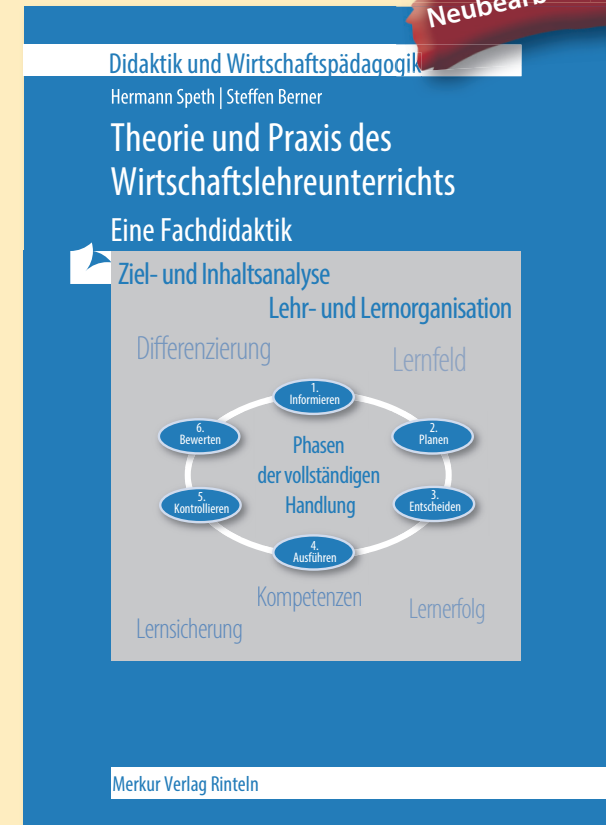 Didaktik und Wirtschaftspädagogik
Hermann Speth | Steffen Berner
Theorie und Praxis des
Wirtschaftslehreunterrichts
Eine Fachdidaktik
Ziel- und Inhaltsanalyse
Lehr- und Lernorganisation
Differenzierung
Lernfeld
1.
Informieren
2.
Planen
3.
Entscheiden
4.
Ausführen
5.
Kontrollieren
6.
Bewerten
Phasen
der vollständigen
Handlung
Kompetenzen
Lernerfolg
Lernsicherung
Merkur Verlag Rinteln